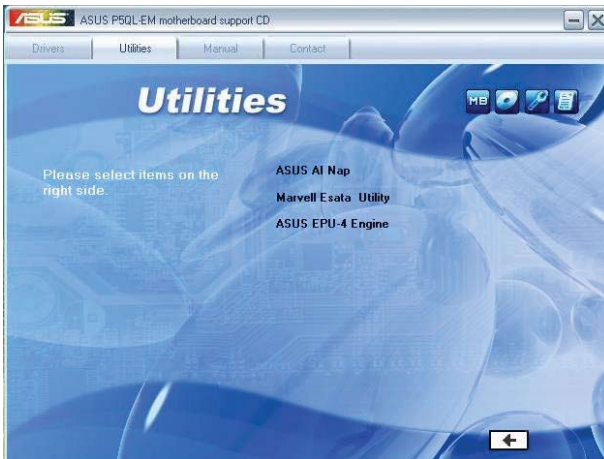 ASUS ASUS P5QL-EM motherboard support CD
Drivers Utilities Manual Contact
Utilities
MB
Please select items on the
right side.
ASUS AI Nap
Marvell Esata Utility
ASUS EPU-4 Engine